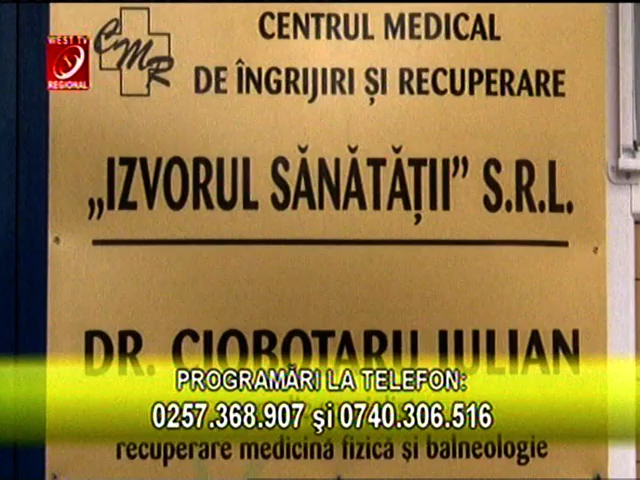 WEST TV
REGIONAL
CMR
CENTRUL MEDICAL
DE ÎNGRIJIRI ȘI RECUPERARE
„IZVORUL SĂNĂTĂȚII” S.R.L.
DR. CIOBOTARU IULIAN
PROGRAMĂRI LA TELEFON:
0257.368.907 şi 0740.306.516
recuperare medicină fizică și balneologie